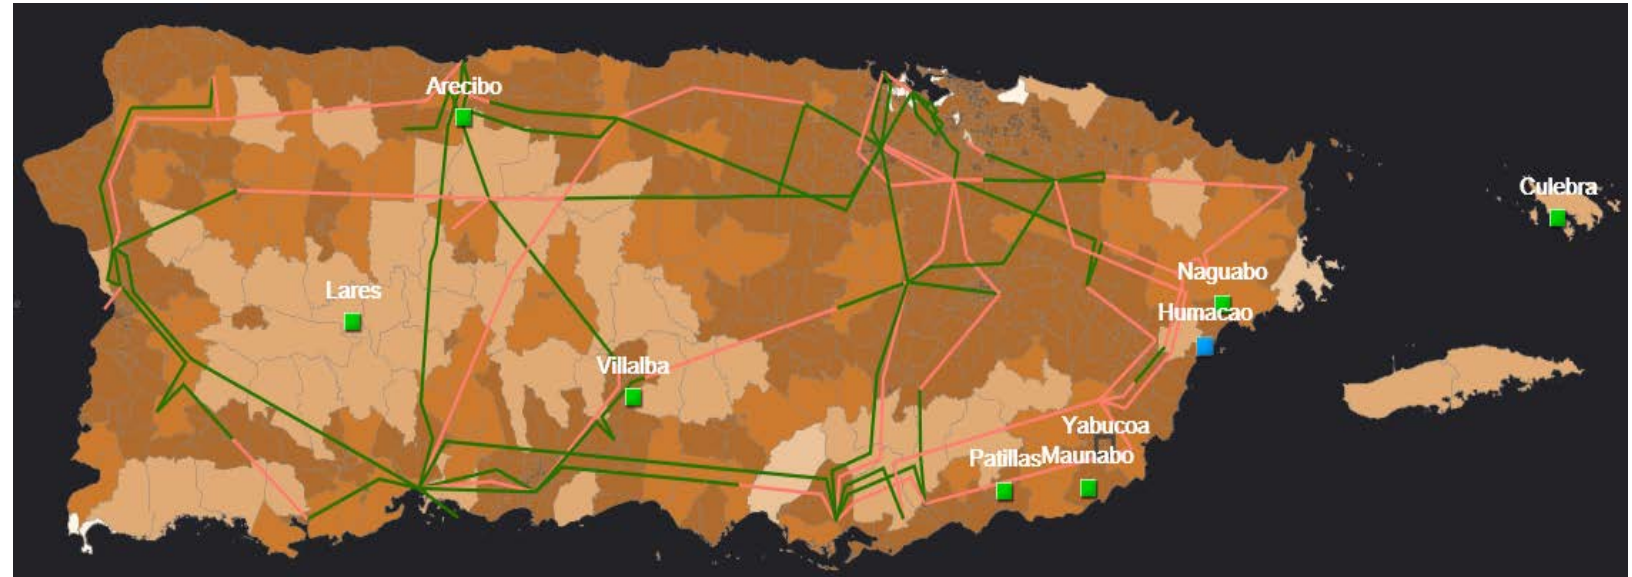 Arecibo
Culebra
Naguabo
Lares
Humacao
Villalba
Yabucoa
Patillas
Maunabo